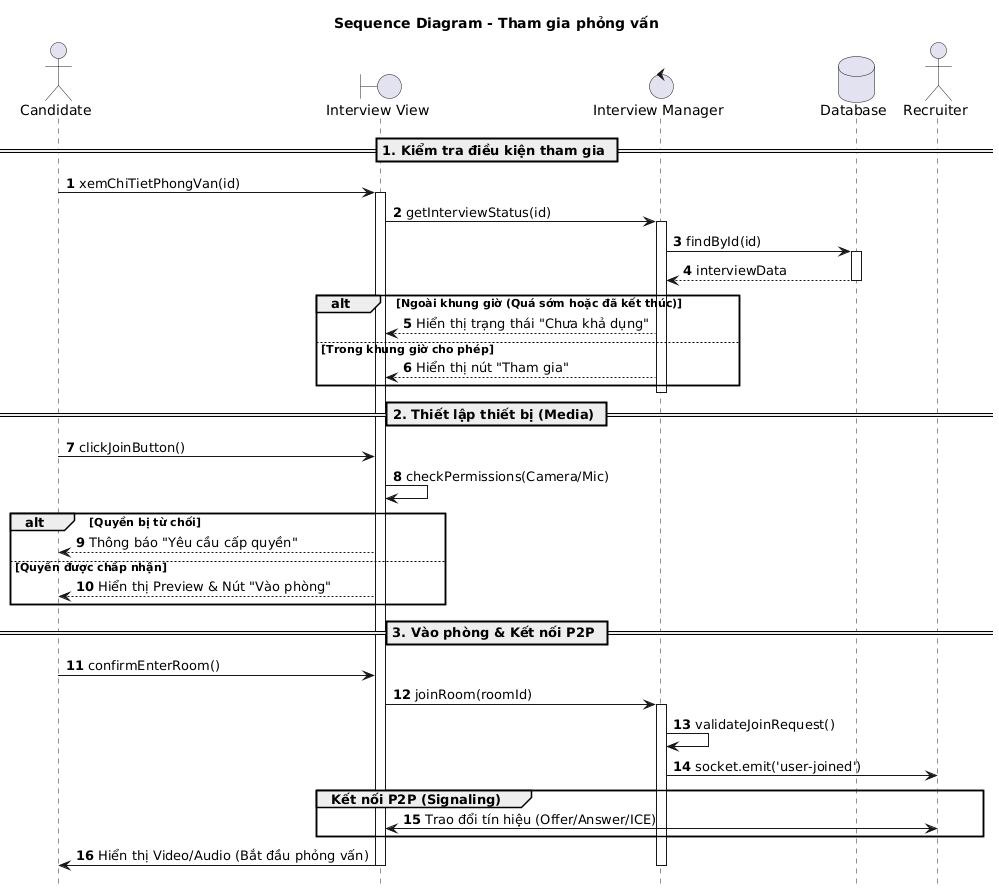 Sequence Diagram - Tham gia phỏng vấn
Candidate
Interview View
Interview Manager
Database
Recruiter
1. Kiểm tra điều kiện tham gia
1 xemChiTietPhongVan(id)
2 getInterviewStatus(id)
3 findById(id)
4 interviewData
alt [Ngoài khung giờ (Quá sớm hoặc đã kết thúc)]
5 Hiển thị trạng thái "Chưa khả dụng"
[Trong khung giờ cho phép]
6 Hiển thị nút "Tham gia"
2. Thiết lập thiết bị (Media)
7 clickJoinButton()
8 checkPermissions(Camera/Mic)
alt [Quyền bị từ chối]
9 Thông báo "Yêu cầu cấp quyền"
[Quyền được chấp nhận]
10 Hiển thị Preview & Nút "Vào phòng"
3. Vào phòng & Kết nối P2P
11 confirmEnterRoom()
12 joinRoom(roomId)
13 validateJoinRequest()
14 socket.emit('user-joined')
Kết nối P2P (Signaling)
15 Trao đổi tín hiệu (Offer/Answer/ICE)
16 Hiển thị Video/Audio (Bắt đầu phỏng vấn)